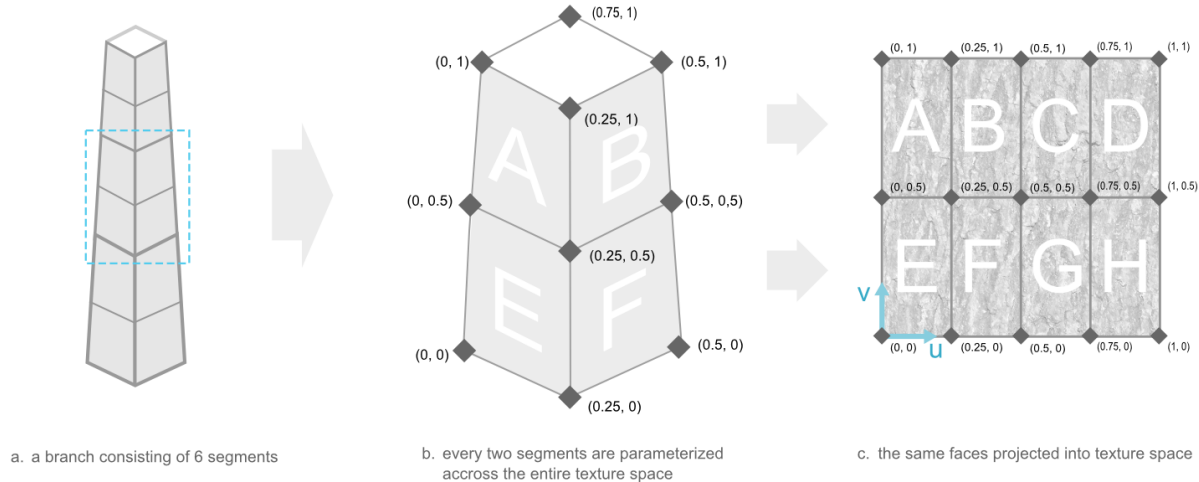 (0.75, 1)
(0, 1)
(0.5, 1)
(0.25, 1)
A
B
(0, 0.5)
(0.5, 0,5)
(0.25, 0.5)
E
F
(0, 0)
(0.5, 0)
(0.25, 0)
(0, 1)
(0.25, 1)
(0.5, 1)
(0.75, 1)
(1, 1)
A B C D
(0, 0.5)
(0.25, 0.5)
(0.5, 0.5)
(0.75, 0.5)
(1, 0.5)
E F G H
v
u
(0, 0)
(0.25, 0)
(0.5, 0)
(0.75, 0)
(1, 0)
a. a branch consisting of 6 segments
b. every two segments are parameterized
accross the entire texture space
c. the same faces projected into texture space